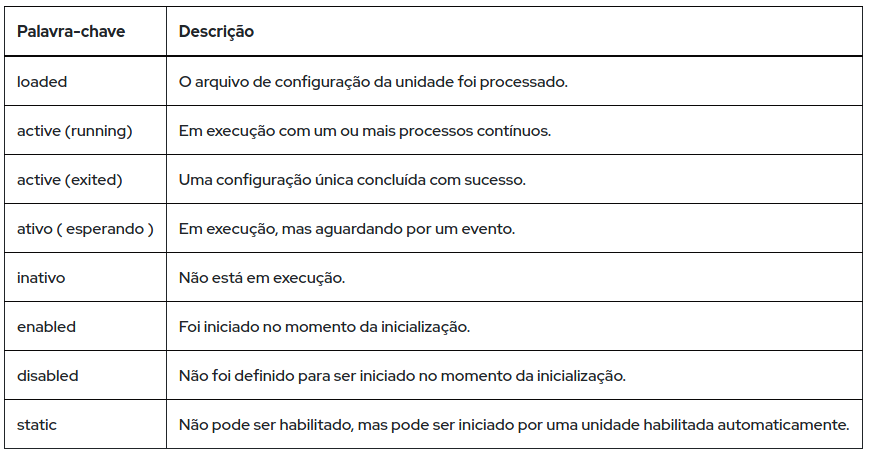 Palavra-chave Descrição
loaded O arquivo de configuração da unidade foi processado.
active (running) Em execução com um ou mais processos contínuos.
active (exited) Uma configuração única concluída com sucesso.
ativo ( esperando ) Em execução, mas aguardando por um evento.
inativo Não está em execução.
enabled Foi iniciado no momento da inicialização.
disabled Não foi definido para ser iniciado no momento da inicialização.
static Não pode ser habilitado, mas pode ser iniciado por uma unidade habilitada automaticamente.